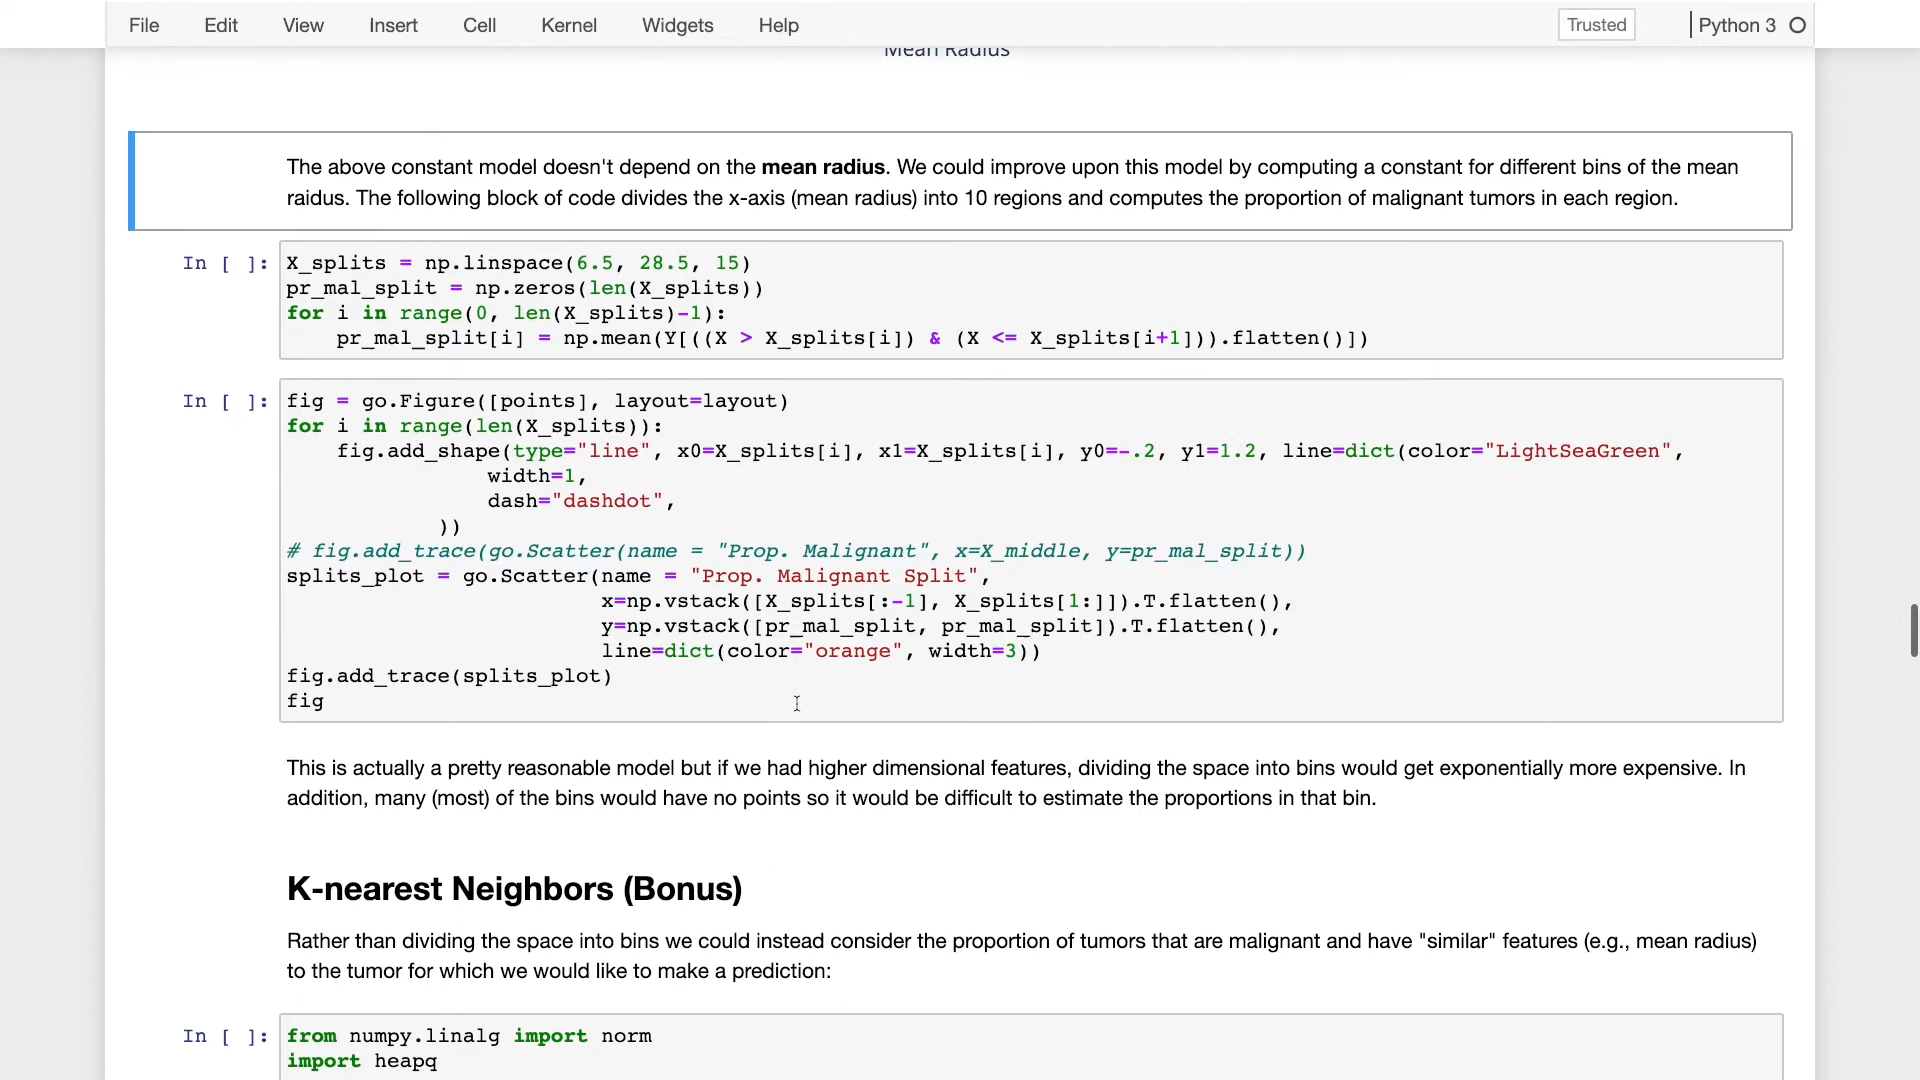 File Edit View Insert Cell Kernel Widgets Help Trusted Python 3
Mean Radius
The above constant model doesn't depend on the mean radius. We could improve upon this model by computing a constant for different bins of the mean
raidus. The following block of code divides the x-axis (mean radius) into 10 regions and computes the proportion of malignant tumors in each region.
In [ ]: X_splits = np.linspace(6.5, 28.5, 15)
pr_mal_split = np.zeros(len(X_splits))
for i in range(0, len(X_splits)-1):
    pr_mal_split[i] = np.mean(Y[((X > X_splits[i]) & (X <= X_splits[i+1])).flatten()])
In [ ]: fig = go.Figure([points], layout=layout)
for i in range(len(X_splits)):
    fig.add_shape(type="line", x0=X_splits[i], x1=X_splits[i], y0=-.2, y1=1.2, line=dict(color="LightSeaGreen",
                width=1,
                dash="dashdot",
            ))
# fig.add_trace(go.Scatter(name = "Prop. Malignant", x=X_middle, y=pr_mal_split))
splits_plot = go.Scatter(name = "Prop. Malignant Split",
                         x=np.vstack([X_splits[:-1], X_splits[1:]]).T.flatten(),
                         y=np.vstack([pr_mal_split, pr_mal_split]).T.flatten(),
                         line=dict(color="orange", width=3))
fig.add_trace(splits_plot)
fig
This is actually a pretty reasonable model but if we had higher dimensional features, dividing the space into bins would get exponentially more expensive. In
addition, many (most) of the bins would have no points so it would be difficult to estimate the proportions in that bin.
K-nearest Neighbors (Bonus)
Rather than dividing the space into bins we could instead consider the proportion of tumors that are malignant and have "similar" features (e.g., mean radius)
to the tumor for which we would like to make a prediction:
In [ ]: from numpy.linalg import norm
import heapq